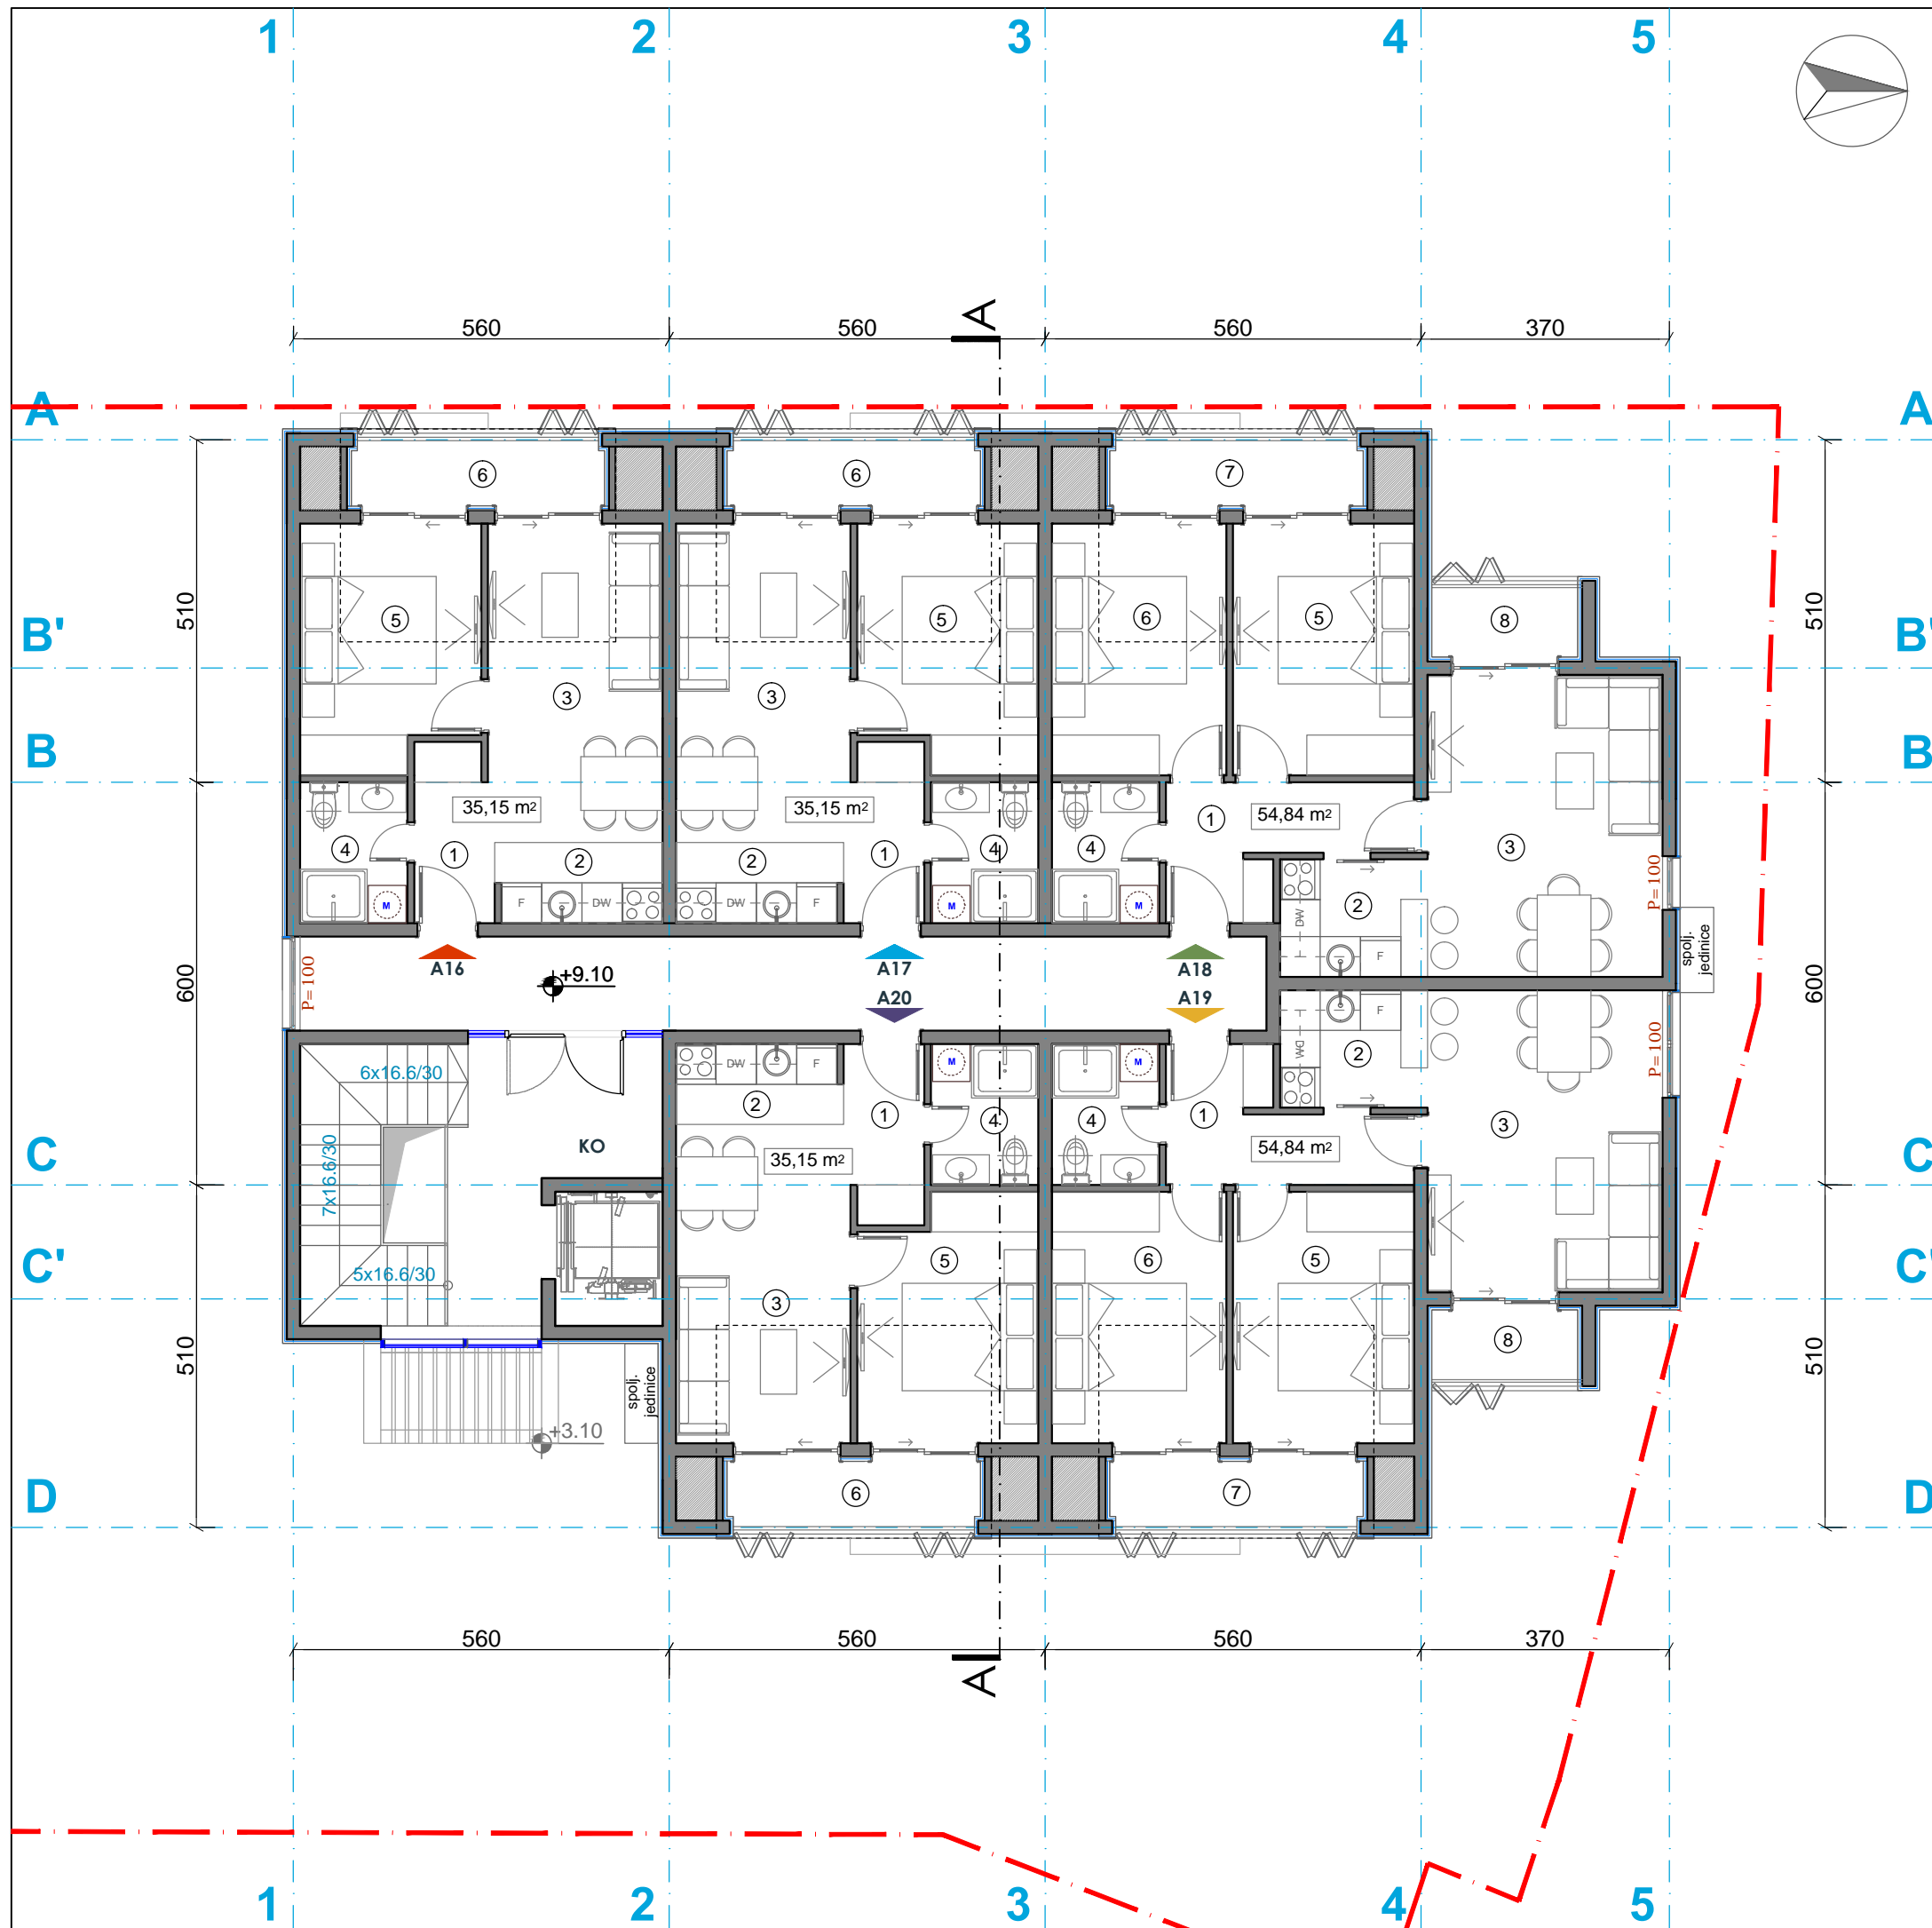 1 2 3 4 5
560 560 560 370
A
A A
6 6 7
510 510
5 5 6 5 8
B' B'
3 3
B B
35,15 m2 35,15 m2 1 54,84 m2
4 1 2 2 1 4 4 3
P=100
F DW DW F 2
M M M DW
F
spolj.
jedinice
A16 A17 A18
+9.10
P=100
600 600
A20 A19
F
DW F M M 2 DW
P=100
6x16.6/30
2 1 4 4 1 3
KO
7x16.6/30
35,15 m2 54,84 m2
C C
5 6 5
C' C'
5x16.6/30
3
8
510 510
spolj.
jedinice
+3.10
6 7
D D
560 560 560 370
A
1 2 3 4 5